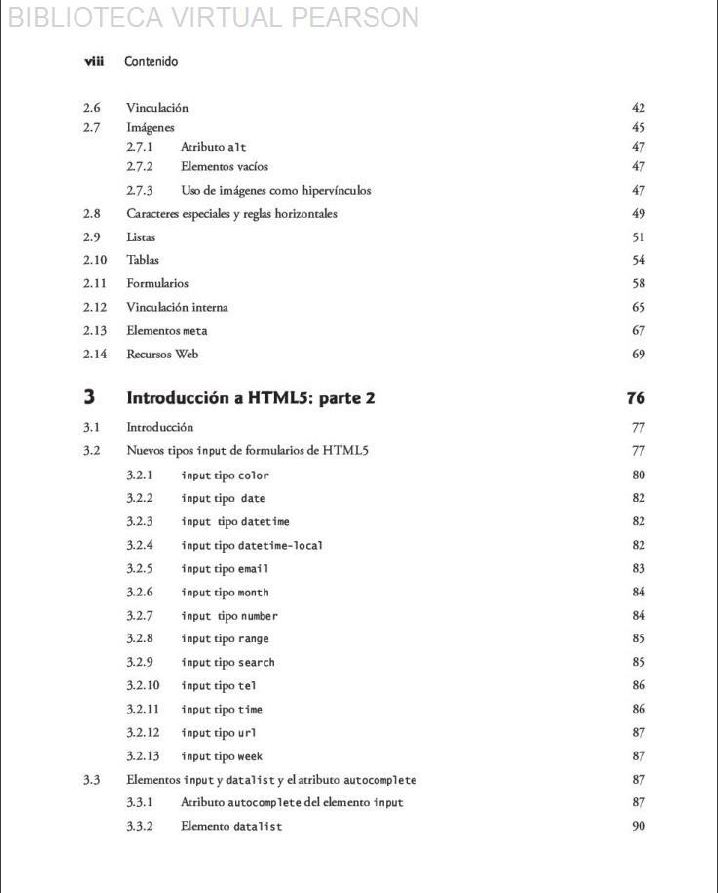 BIBLIOTECA VIRTUAL PEARSON
viii Contenido
2.6 Vinculación 42
2.7 Imágenes 45
2.7.1 Atributo alt 47
2.7.2 Elementos vacíos 47
2.7.3 Uso de imágenes como hipervínculos 47
2.8 Caracteres especiales y reglas horizontales 49
2.9 Listas 51
2.10 Tablas 54
2.11 Formularios 58
2.12 Vinculación interna 65
2.13 Elementos meta 67
2.14 Recursos Web 69
3 Introducción a HTML5: parte 2 76
3.1 Introducción 77
3.2 Nuevos tipos input de formularios de HTML5 77
3.2.1 input tipo color 80
3.2.2 input tipo date 82
3.2.3 input tipo datetime 82
3.2.4 input tipo datetime-local 82
3.2.5 input tipo email 83
3.2.6 input tipo month 84
3.2.7 input tipo number 84
3.2.8 input tipo range 85
3.2.9 input tipo search 85
3.2.10 input tipo tel 86
3.2.11 input tipo time 86
3.2.12 input tipo url 87
3.2.13 input tipo week 87
3.3 Elementos input y datalist y el atributo autocomplete 87
3.3.1 Atributo autocomplete del elemento input 87
3.3.2 Elemento datalist 90